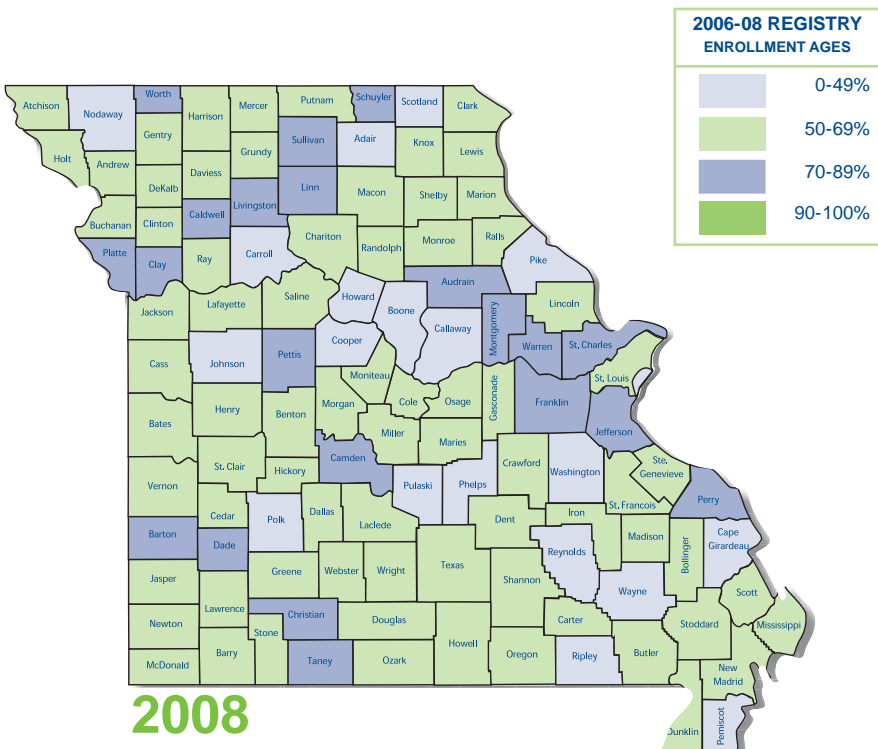 2006-08 REGISTRY
ENROLLMENT AGES
0-49%
50-69%
70-89%
90-100%
Atchison
Nodaway
Worth
Harrison
Mercer
Putnam
Schuyler
Scotland
Clark
Gentry
Sullivan
Adair
Knox
Lewis
Holt
Andrew
Grundy
DeKalb
Daviess
Linn
Macon
Shelby
Marion
Livingston
Caldwell
Buchanan
Clinton
Chariton
Randolph
Monroe
Ralls
Platte
Clay
Ray
Carroll
Pike
Audrain
Jackson
Lafayette
Saline
Howard
Boone
Callaway
Montgomery
Lincoln
Cooper
Warren
St. Charles
Cass
Johnson
Pettis
Moniteau
St. Louis
Henry
Benton
Morgan
Cole
Osage
Gasconade
Franklin
Bates
Miller
Maries
Jefferson
St. Clair
Hickory
Camden
Crawford
Washington
Ste.
Genevieve
Vernon
Pulaski
Phelps
St. Francois
Perry
Cedar
Polk
Dallas
Laclede
Dent
Iron
Barton
Dade
Reynolds
Madison
Bollinger
Cape
Girardeau
Jasper
Greene
Webster
Wright
Texas
Shannon
Wayne
Scott
Lawrence
Newton
Christian
Stone
Douglas
Carter
Stoddard
Mississippi
Howell
McDonald
Barry
Taney
Ozark
Oregon
Ripley
Butler
New
Madrid
Dunklin
Pemiscot
2008